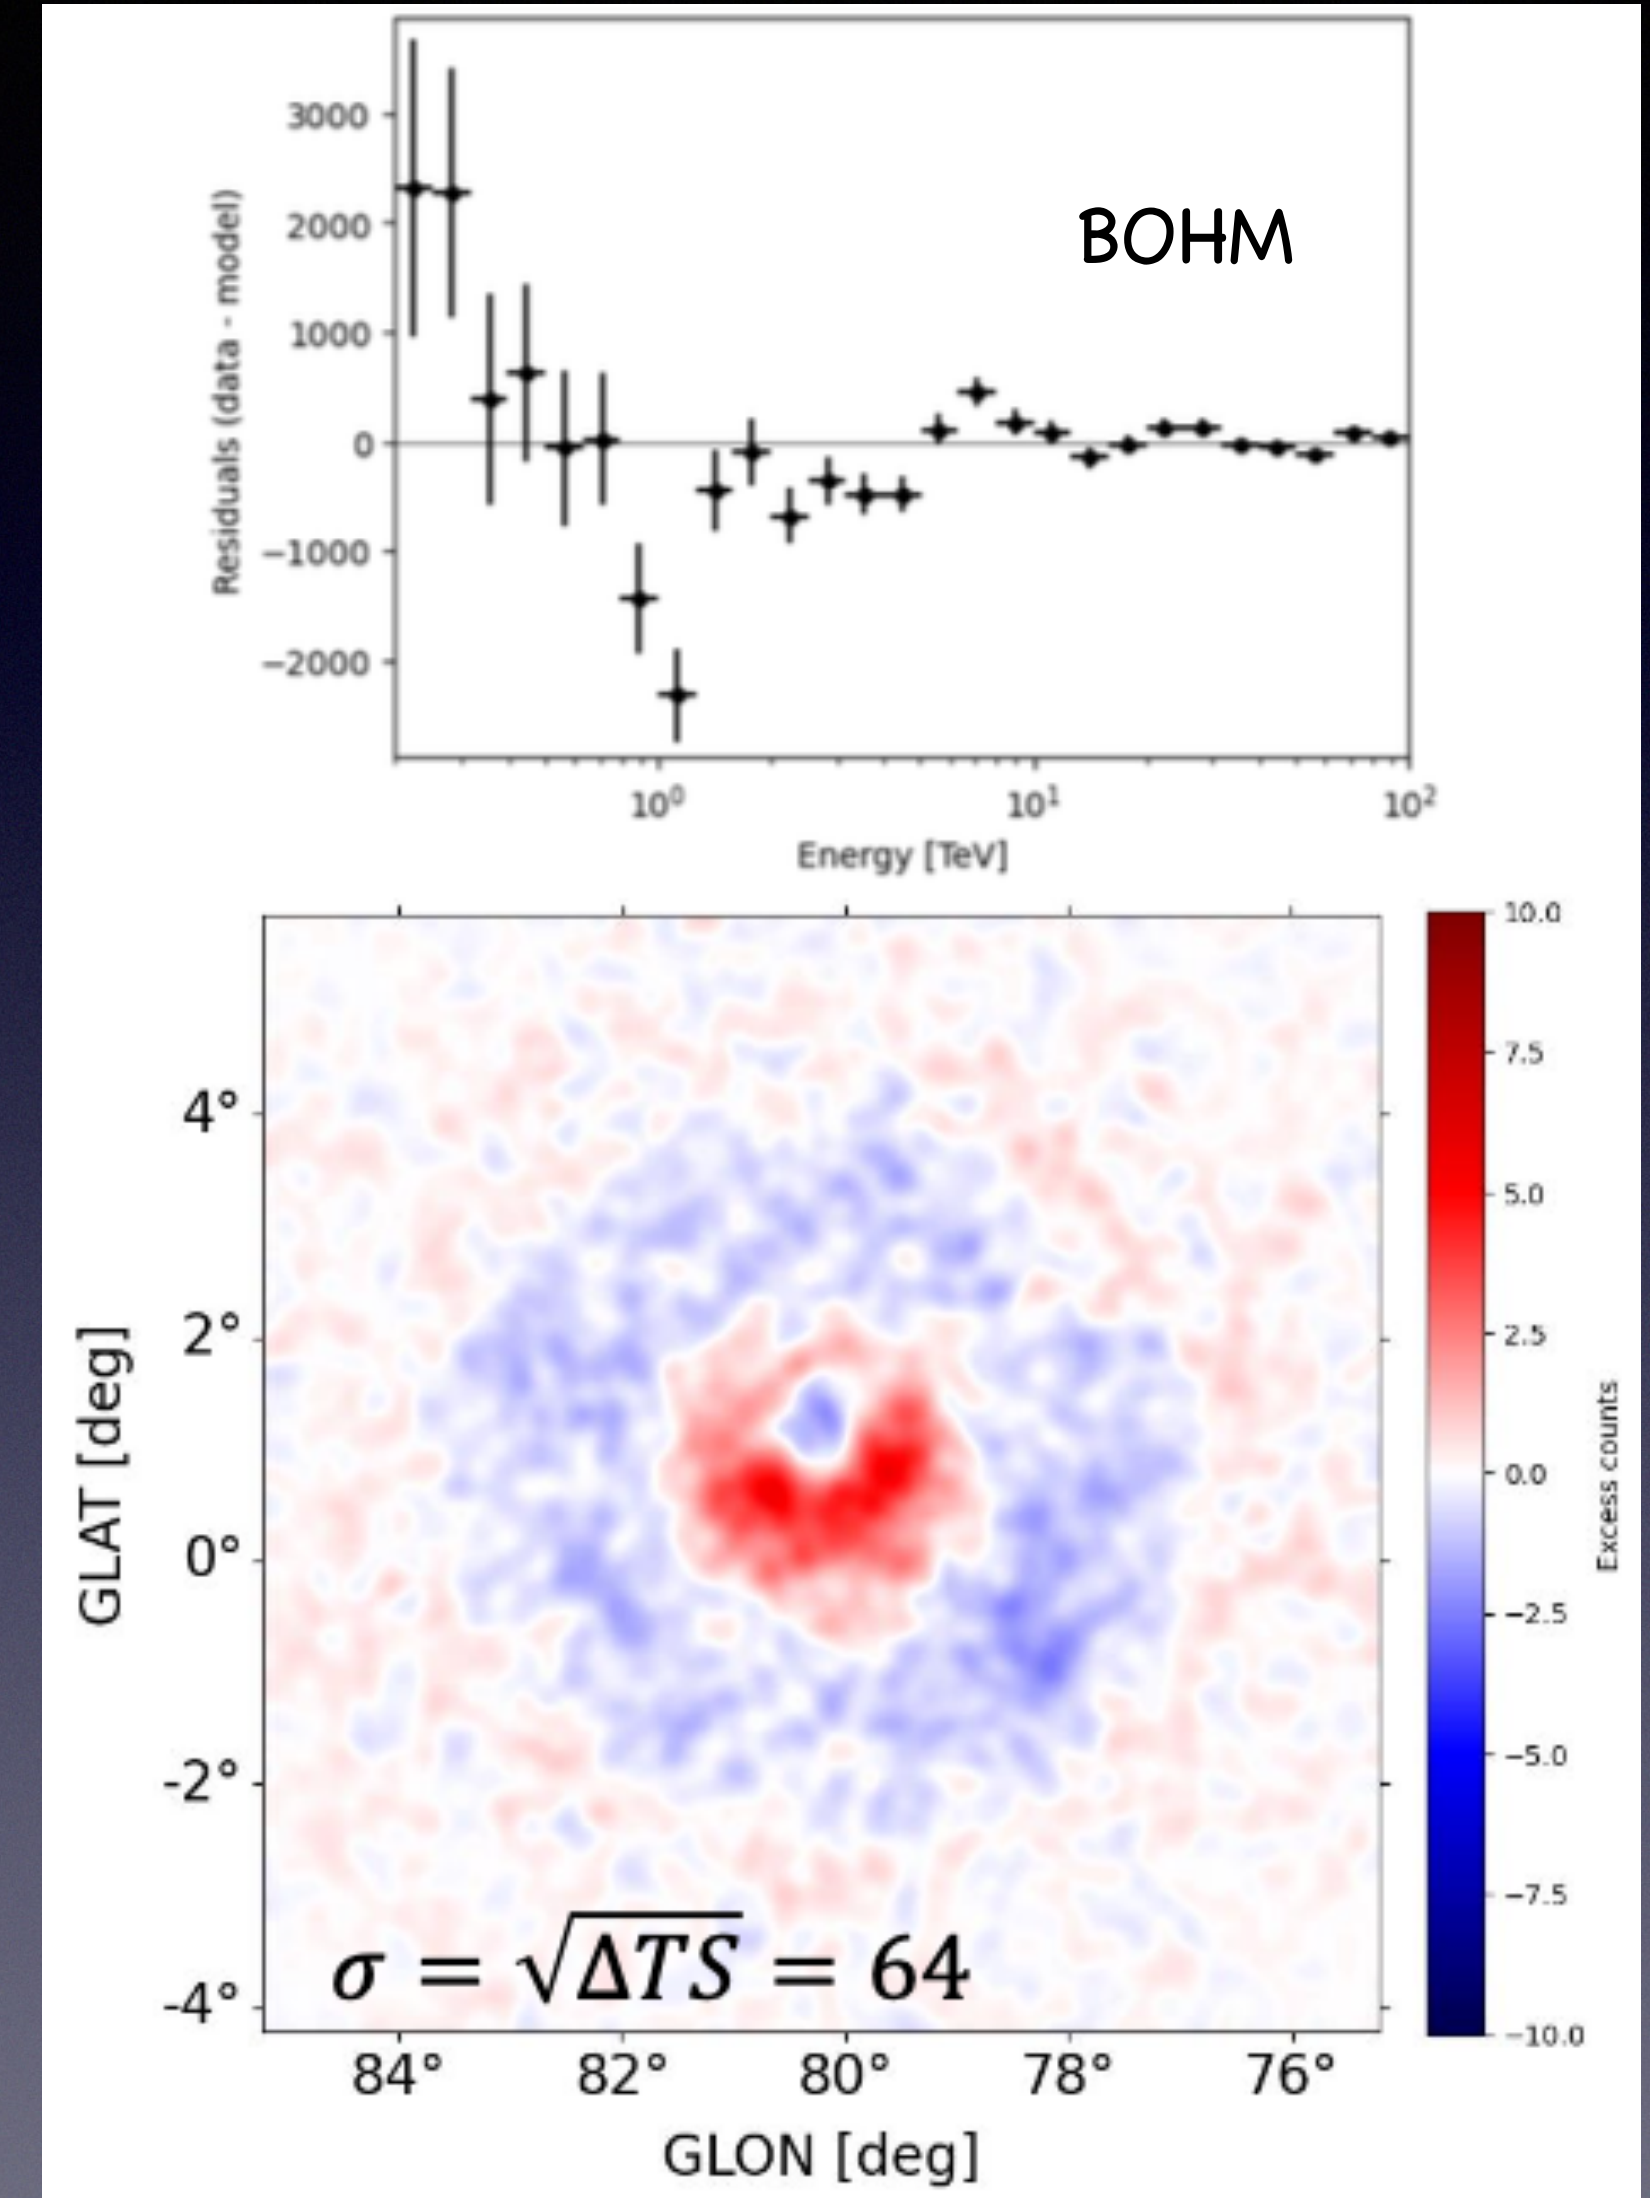 3000
2000
1000
0
−1000
−2000
Residuals (data - model)
BOHM
10⁰ 10¹ 10²
Energy [TeV]
4°
2°
0°
-2°
-4°
GLAT [deg]
σ = √ΔTS = 64
84° 82° 80° 78° 76°
GLON [deg]
10.0
7.5
5.0
2.5
0.0
−2.5
−5.0
−7.5
−10.0
Excess counts